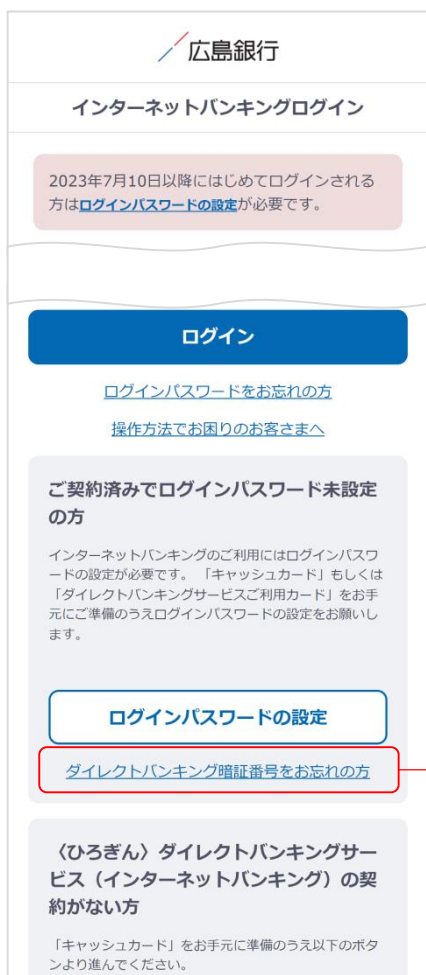 広島銀行
インターネットバンキングログイン
2023年7月10日以降にはじめてログインされる
方はログインパスワードの設定が必要です。
ログイン
ログインパスワードをお忘れの方
操作方法でお困りのお客さまへ
ご契約済みでログインパスワード未設定
の方
インターネットバンキングのご利用にはログインパスワ
ードの設定が必要です。 「キャッシュカード」もしくは
「ダイレクトバンキングサービスご利用カード」をお手
元にご準備のうえログインパスワードの設定をお願いし
ます。
ログインパスワードの設定
ダイレクトバンキング暗証番号をお忘れの方
〈ひろぎん〉ダイレクトバンキングサー
ビス（インターネットバンキング）の契
約がない方
「キャッシュカード」をお手元に準備のうえ以下のボタ
ンより進んでください。